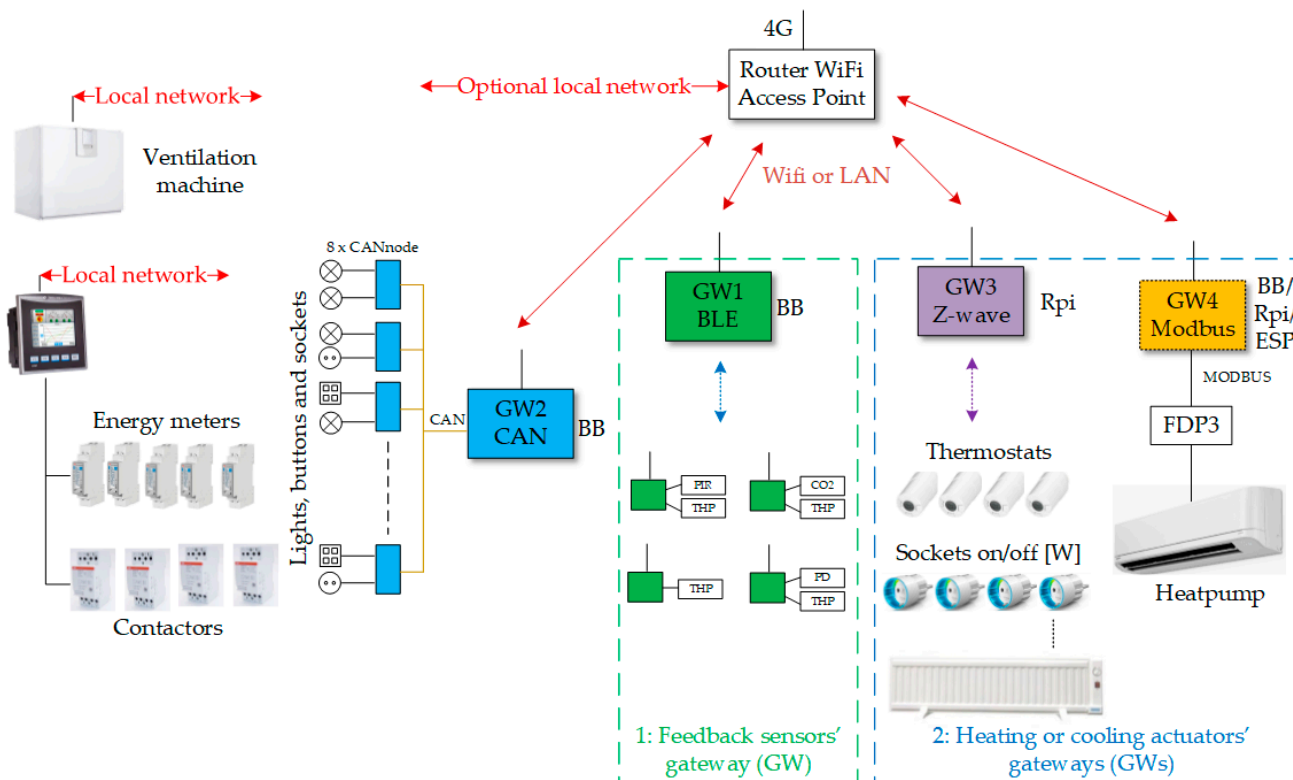 4G
Router WiFi
Access Point
Local network
Optional local network
Ventilation
machine
Wifi or LAN
8 x CANnode
Local network
Lights, buttons and sockets
GW1
BLE
BB
GW3
Z-wave
Rpi
GW4
Modbus
BB/
Rpi/
ESP
MODBUS
CAN
GW2
CAN
BB
FDP3
Energy meters
Thermostats
PIR
THP
CO2
THP
Sockets on/off [W]
THP
PD
THP
Heatpump
Contactors
1: Feedback sensors'
gateway (GW)
2: Heating or cooling actuators'
gateways (GWs)